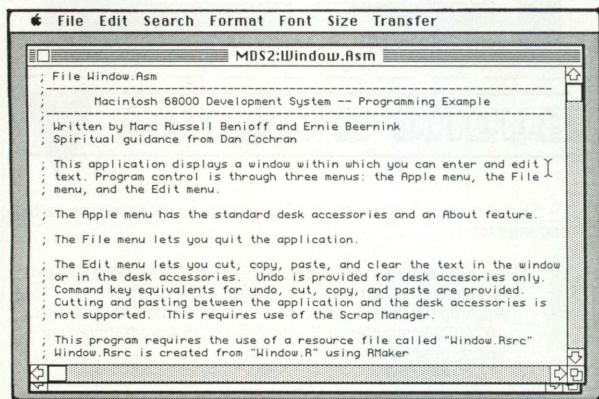 File Edit Search Format Font Size Transfer
MDS2:Window.Asm
; File Window.Asm
;-----------------------------------------------------------------------
; Macintosh 68000 Development System -- Programming Example
;-----------------------------------------------------------------------
; Written by Marc Russell Benioff and Ernie Beernink
; Spiritual guidance from Dan Cochran
; This application displays a window within which you can enter and edit
; text. Program control is through three menus: the Apple menu, the File
; menu, and the Edit menu.
; The Apple menu has the standard desk accessories and an About feature.
; The File menu lets you quit the application.
; The Edit menu lets you cut, copy, paste, and clear the text in the window
; or in the desk accessories. Undo is provided for desk accesories only.
; Command key equivalents for undo, cut, copy, and paste are provided.
; Cutting and pasting between the application and the desk accessories is
; not supported. This requires use of the Scrap Manager.
; This program requires the use of a resource file called "Window.Rsrc"
; Window.Rsrc is created from "Window.R" using RMaker